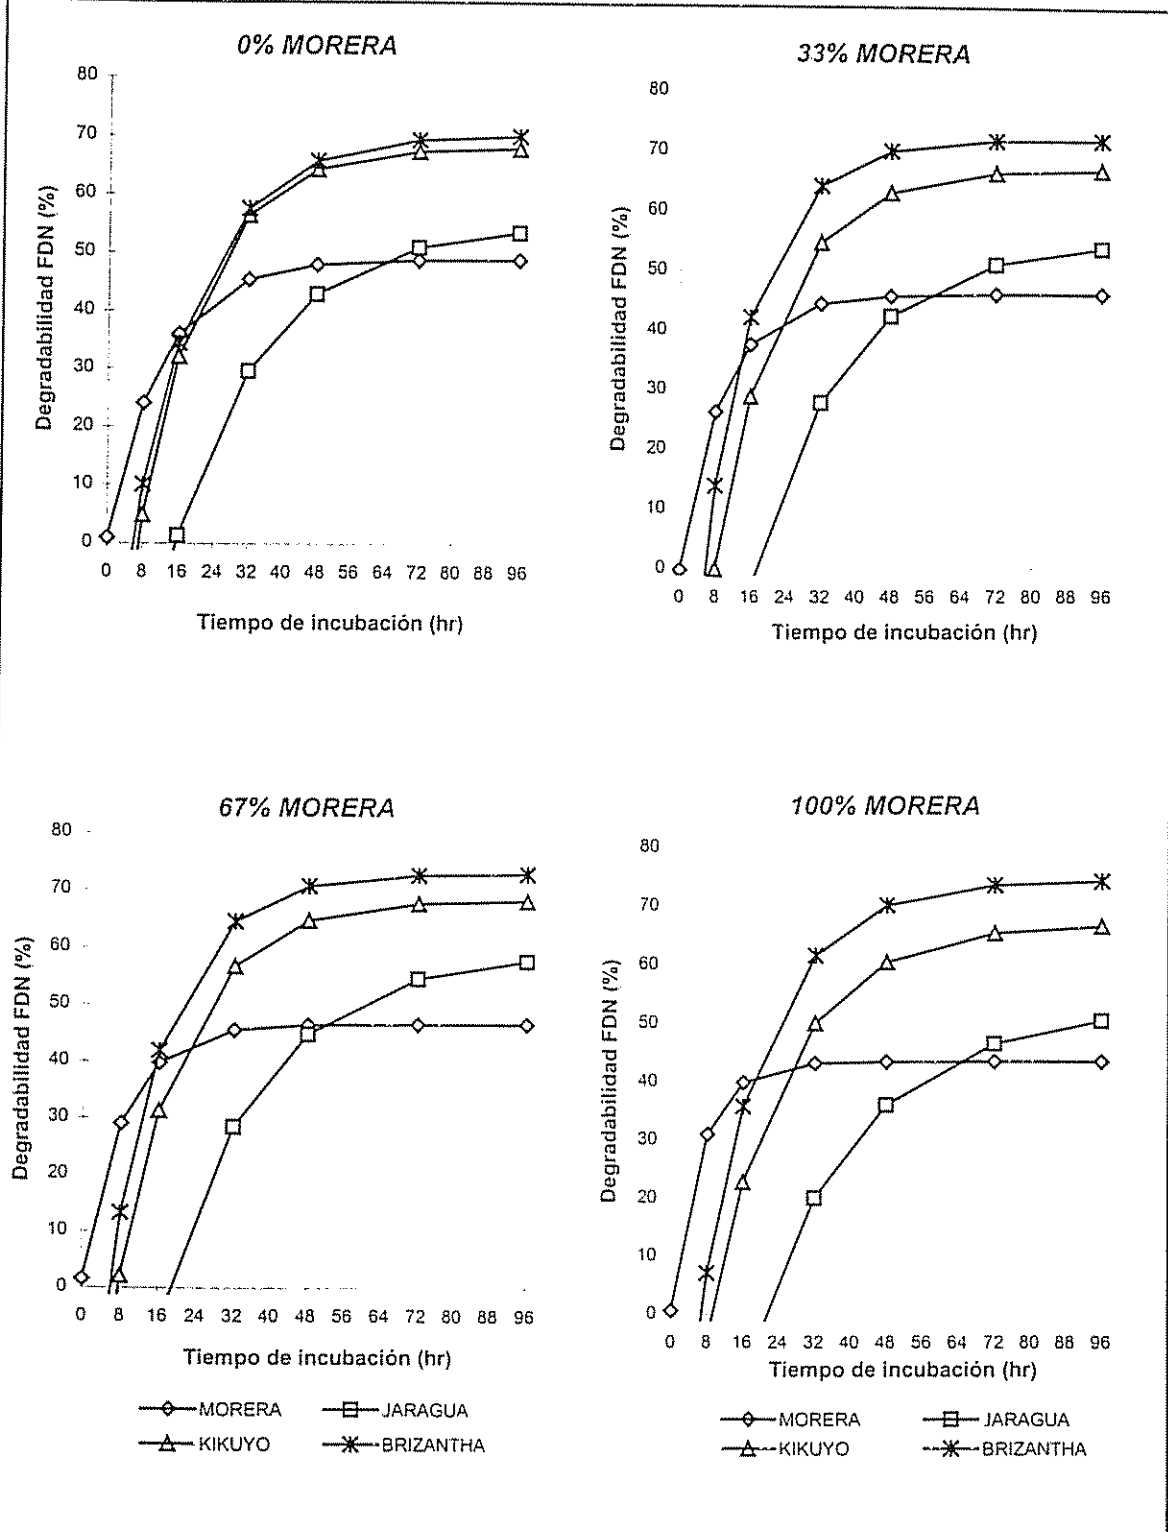 0% MORERA
80
70
60
50
40
30
20
10
0
Degradabilidad FDN (%)
0 8 16 24 32 40 48 56 64 72 80 88 96
Tiempo de incubación (hr)
33% MORERA
80
70
60
50
40
30
20
10
0
Degradabilidad FDN (%)
0 8 16 24 32 40 48 56 64 72 80 88 96
Tiempo de incubación (hr)
67% MORERA
80
70
60
50
40
30
20
10
0
Degradabilidad FDN (%)
0 8 16 24 32 40 48 56 64 72 80 88 96
Tiempo de incubación (hr)
MORERA JARAGUA
KIKUYO BRIZANTHA
100% MORERA
80
70
60
50
40
30
20
10
0
Degradabilidad FDN (%)
0 8 16 24 32 40 48 56 64 72 80 88 96
Tiempo de incubación (hr)
MORERA JARAGUA
KIKUYO BRIZANTHA